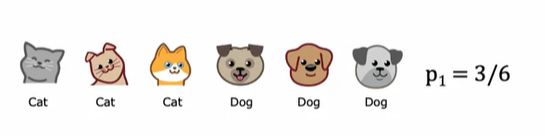 p₁ = 3/6
Cat Cat Cat Dog Dog Dog